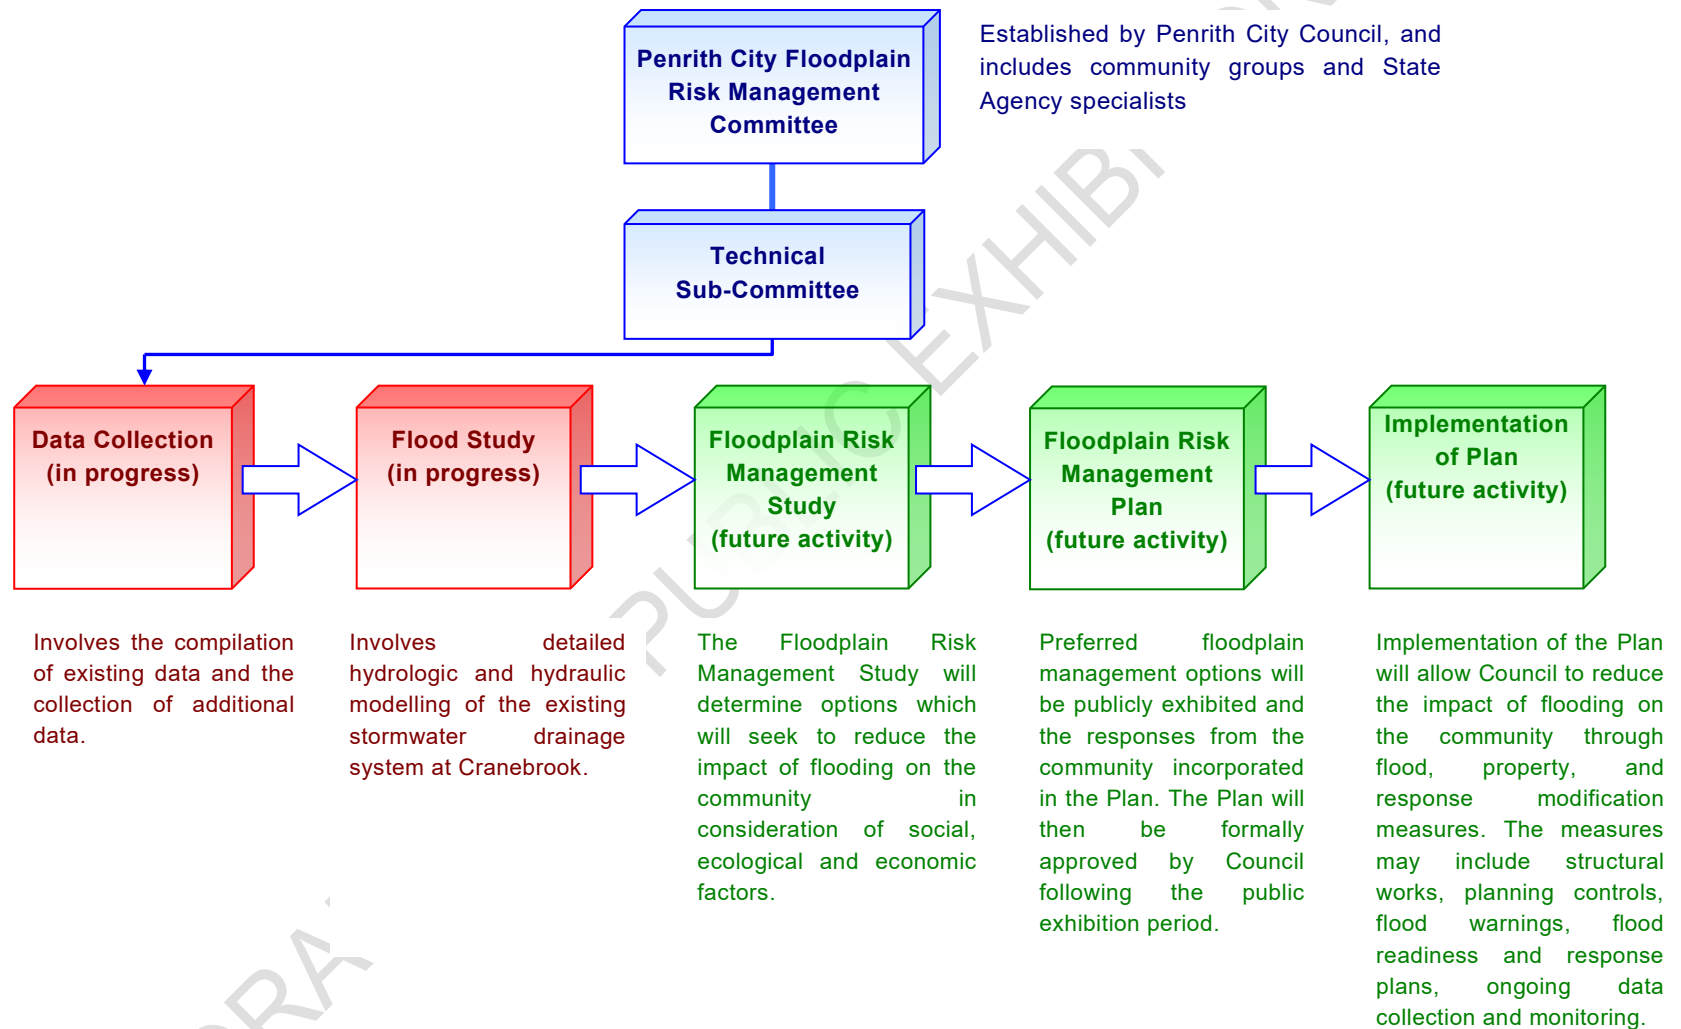 Penrith City Floodplain
Risk Management
Committee
Established by Penrith City Council, and
includes community groups and State
Agency specialists
Technical
Sub-Committee
Data Collection
(in progress)
Flood Study
(in progress)
Floodplain Risk
Management
Study
(future activity)
Floodplain Risk
Management
Plan
(future activity)
Implementation
of Plan
(future activity)
Involves the compilation
of existing data and the
collection of additional
data.
Involves detailed
hydrologic and hydraulic
modelling of the existing
stormwater drainage
system at Cranebrook.
The Floodplain Risk
Management Study will
determine options which
will seek to reduce the
impact of flooding on the
community in
consideration of social,
ecological and economic
factors.
Preferred floodplain
management options will
be publicly exhibited and
the responses from the
community incorporated
in the Plan. The Plan will
then be formally
approved by Council
following the public
exhibition period.
Implementation of the Plan
will allow Council to reduce
the impact of flooding on
the community through
flood, property, and
response modification
measures. The measures
may include structural
works, planning controls,
flood warnings, flood
readiness and response
plans, ongoing data
collection and monitoring.
PUBLIC